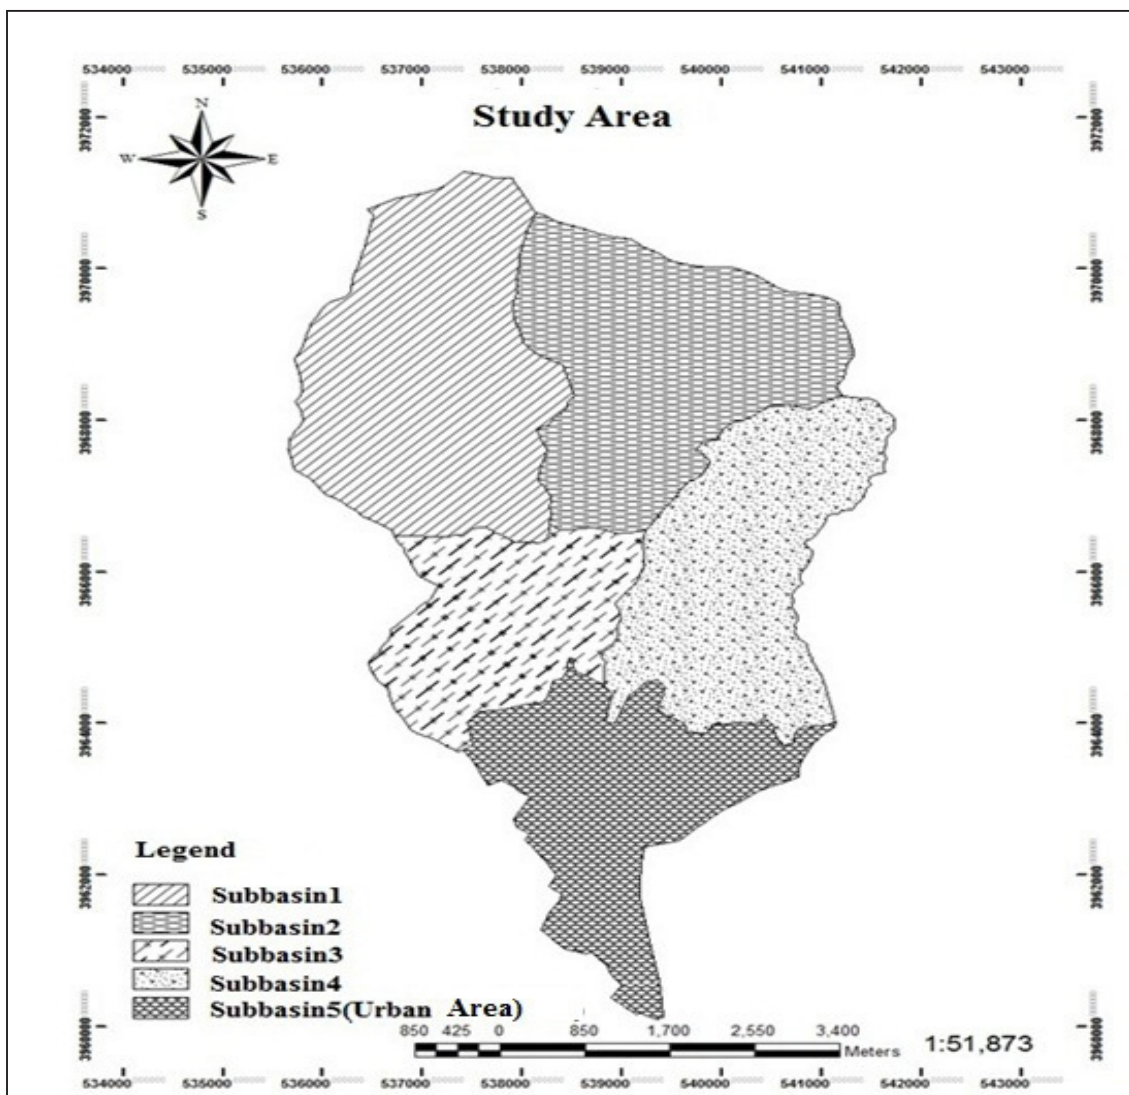 534000 535000 536000 537000 538000 539000 540000 541000 542000 543000
Study Area
N
W E
S
3972000 3972000
3970000 3970000
3968000 3968000
3966000 3966000
3964000 3964000
3962000 3962000
3960000 3960000
Legend
Subbasin1
Subbasin2
Subbasin3
Subbasin4
Subbasin5(Urban Area)
850 425 0 850 1,700 2,550 3,400
Meters
1:51,873
534000 535000 536000 537000 538000 539000 540000 541000 542000 543000